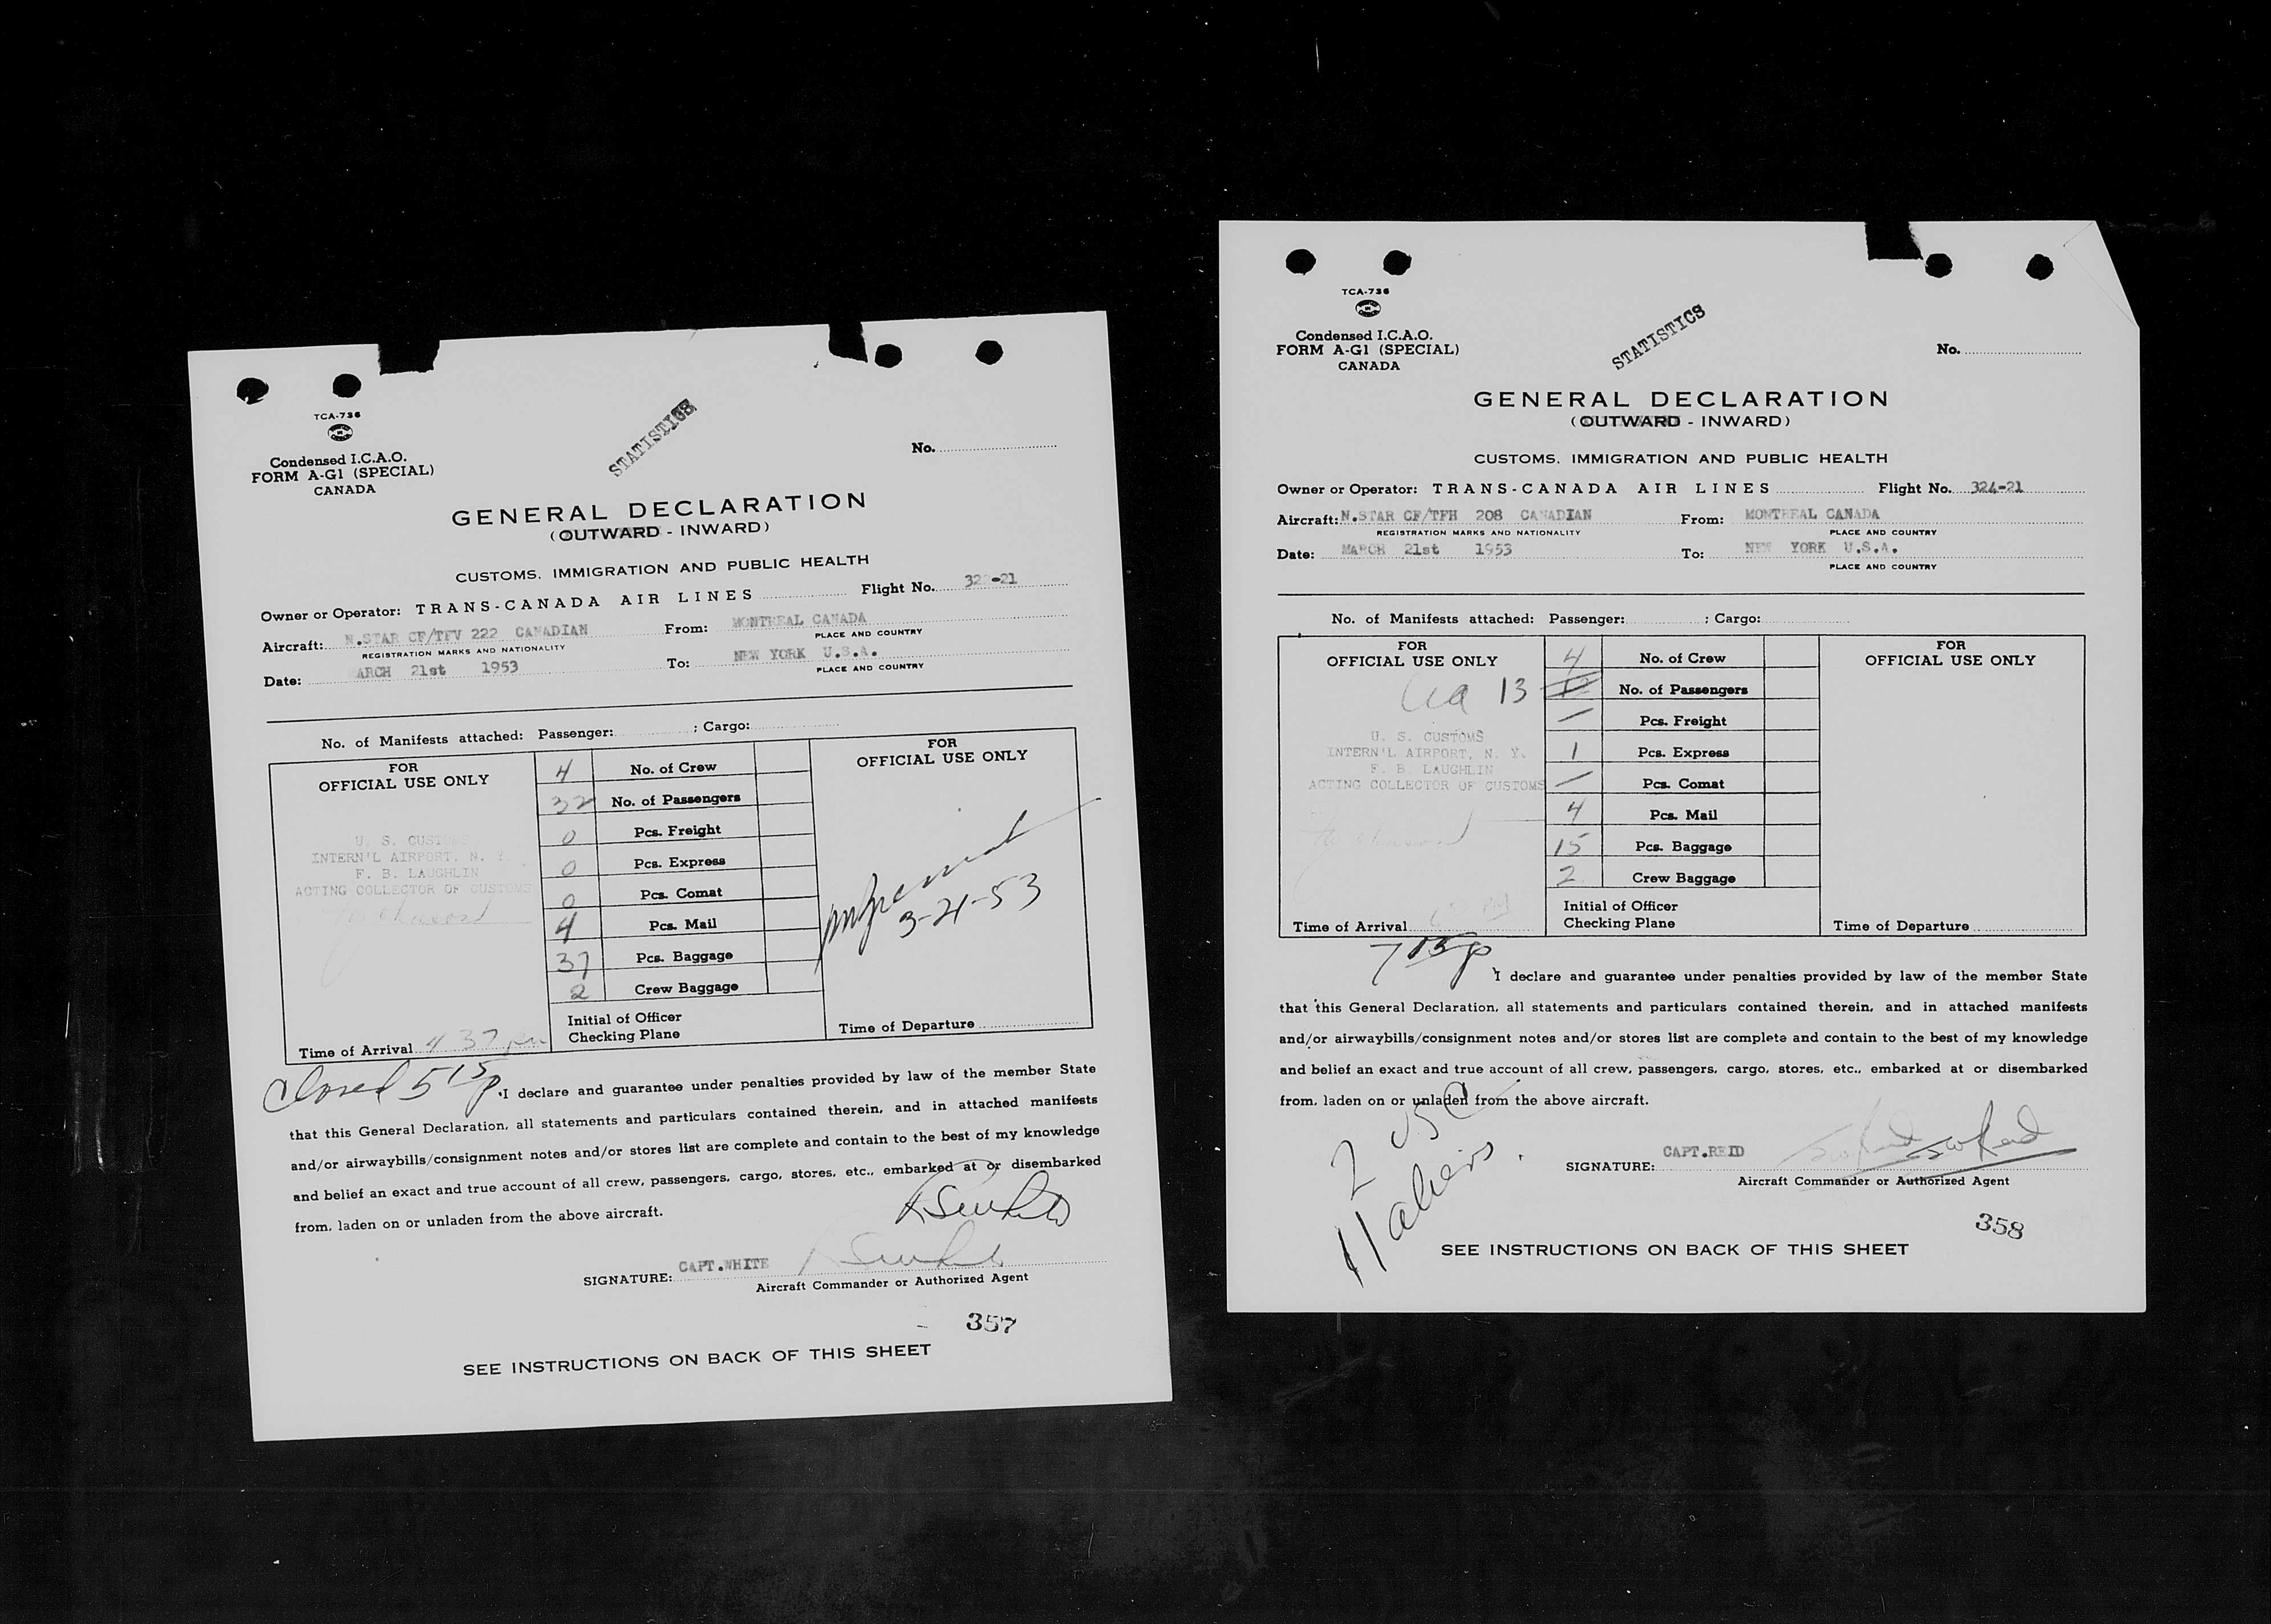 TCA-736
Condensed I.C.A.O.
FORM A-G1 (SPECIAL)
CANADA
STATISTICS
No.
GENERAL DECLARATION
(OUTWARD - INWARD)
CUSTOMS, IMMIGRATION AND PUBLIC HEALTH
Owner or Operator: TRANS-CANADA AIR LINES Flight No. 322-21
Aircraft: N.STAR CF/TFV 222 CANADIAN From: MONTREAL CANADA
REGISTRATION MARKS AND NATIONALITY PLACE AND COUNTRY
Date: ARCH 21st 1953 To: NEW YORK U.S.A.
PLACE AND COUNTRY
No. of Manifests attached: Passenger: ; Cargo:
FOR
OFFICIAL USE ONLY
4 No. of Crew
32 No. of Passengers
0 Pcs. Freight
0 Pcs. Express
0 Pcs. Comat
4 Pcs. Mail
37 Pcs. Baggage
2 Crew Baggage
Initial of Officer
Checking Plane
FOR
OFFICIAL USE ONLY
3-21-53
U. S. CUSTOMS
INTERN'L AIRPORT, N. Y.
F. B. LAUGHLIN
ACTING COLLECTOR OF CUSTOMS
Time of Arrival 4 37 pm
Time of Departure
Closed 5 15 p
I declare and guarantee under penalties provided by law of the member State
that this General Declaration, all statements and particulars contained therein, and in attached manifests
and/or airwaybills/consignment notes and/or stores list are complete and contain to the best of my knowledge
and belief an exact and true account of all crew, passengers, cargo, stores, etc., embarked at or disembarked
from, laden on or unladen from the above aircraft.
SIGNATURE: CAPT.WHITE
Aircraft Commander or Authorized Agent
357
SEE INSTRUCTIONS ON BACK OF THIS SHEET
TCA-736
Condensed I.C.A.O.
FORM A-G1 (SPECIAL)
CANADA
STATISTICS
No.
GENERAL DECLARATION
(OUTWARD - INWARD)
CUSTOMS, IMMIGRATION AND PUBLIC HEALTH
Owner or Operator: TRANS-CANADA AIR LINES Flight No. 324-21
Aircraft: N.STAR CF/TFH 208 CANADIAN From: MONTREAL CANADA
REGISTRATION MARKS AND NATIONALITY PLACE AND COUNTRY
Date: MARCH 21st 1953 To: NEW YORK U.S.A.
PLACE AND COUNTRY
No. of Manifests attached: Passenger: ; Cargo:
FOR
OFFICIAL USE ONLY
4 No. of Crew
13 12 No. of Passengers
— Pcs. Freight
1 Pcs. Express
— Pcs. Comat
4 Pcs. Mail
15 Pcs. Baggage
2 Crew Baggage
Initial of Officer
Checking Plane
FOR
OFFICIAL USE ONLY
U. S. CUSTOMS
INTERN'L AIRPORT, N. Y.
F. B. LAUGHLIN
ACTING COLLECTOR OF CUSTOMS
Time of Arrival
Time of Departure
7 15 p
I declare and guarantee under penalties provided by law of the member State
that this General Declaration, all statements and particulars contained therein, and in attached manifests
and/or airwaybills/consignment notes and/or stores list are complete and contain to the best of my knowledge
and belief an exact and true account of all crew, passengers, cargo, stores, etc., embarked at or disembarked
from, laden on or unladen from the above aircraft.
2 USC
11 aliens
SIGNATURE: CAPT.REID SW Reid
Aircraft Commander or Authorized Agent
358
SEE INSTRUCTIONS ON BACK OF THIS SHEET